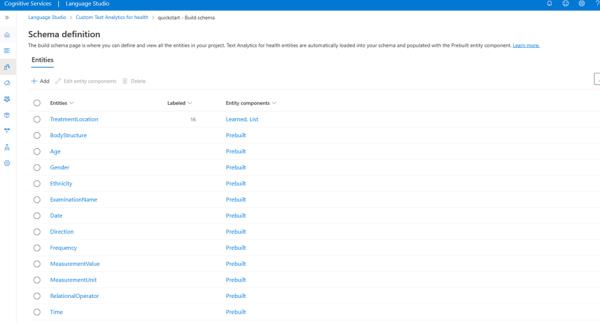 Cognitive Services | Language Studio
Language Studio > Custom Text Analytics for health > quickstart - Build schema
Schema definition
The build schema page is where you can define and view all the entities in your project. Text Analytics for health entities are automatically loaded into your schema and populated with the Prebuilt entity component. Learn more.
Entities
+ Add Edit entity components Delete
Entities Labeled Entity components
TreatmentLocation 16 Learned, List
BodyStructure Prebuilt
Age Prebuilt
Gender Prebuilt
Ethnicity Prebuilt
ExaminationName Prebuilt
Date Prebuilt
Direction Prebuilt
Frequency Prebuilt
MeasurementValue Prebuilt
MeasurementUnit Prebuilt
RelationalOperator Prebuilt
Time Prebuilt